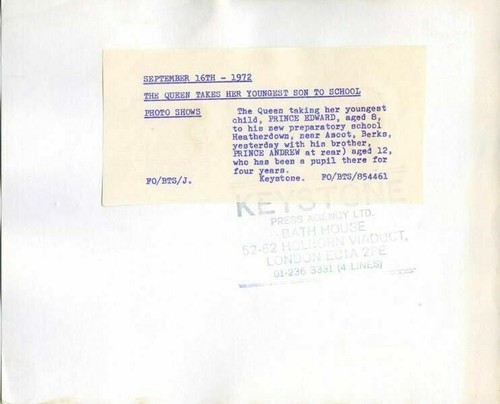 SEPTEMBER 16TH - 1972
THE QUEEN TAKES HER YOUNGEST SON TO SCHOOL
PHOTO SHOWS The Queen taking her youngest
child, PRINCE EDWARD, aged 8,
to his new preparatory school
Heatherdown, near Ascot, Berks,
yesterday with his brother,
PRINCE ANDREW at rear) aged 12,
who has been a pupil there for
four years.
FO/BTS/J. Keystone. FO/BTS/854461
KEYSTONE
PRESS AGENCY LTD.
BATH HOUSE
52-62 HOLBORN VIADUCT,
LONDON EC1A 2FE
01-236 3331 (4 LINES)